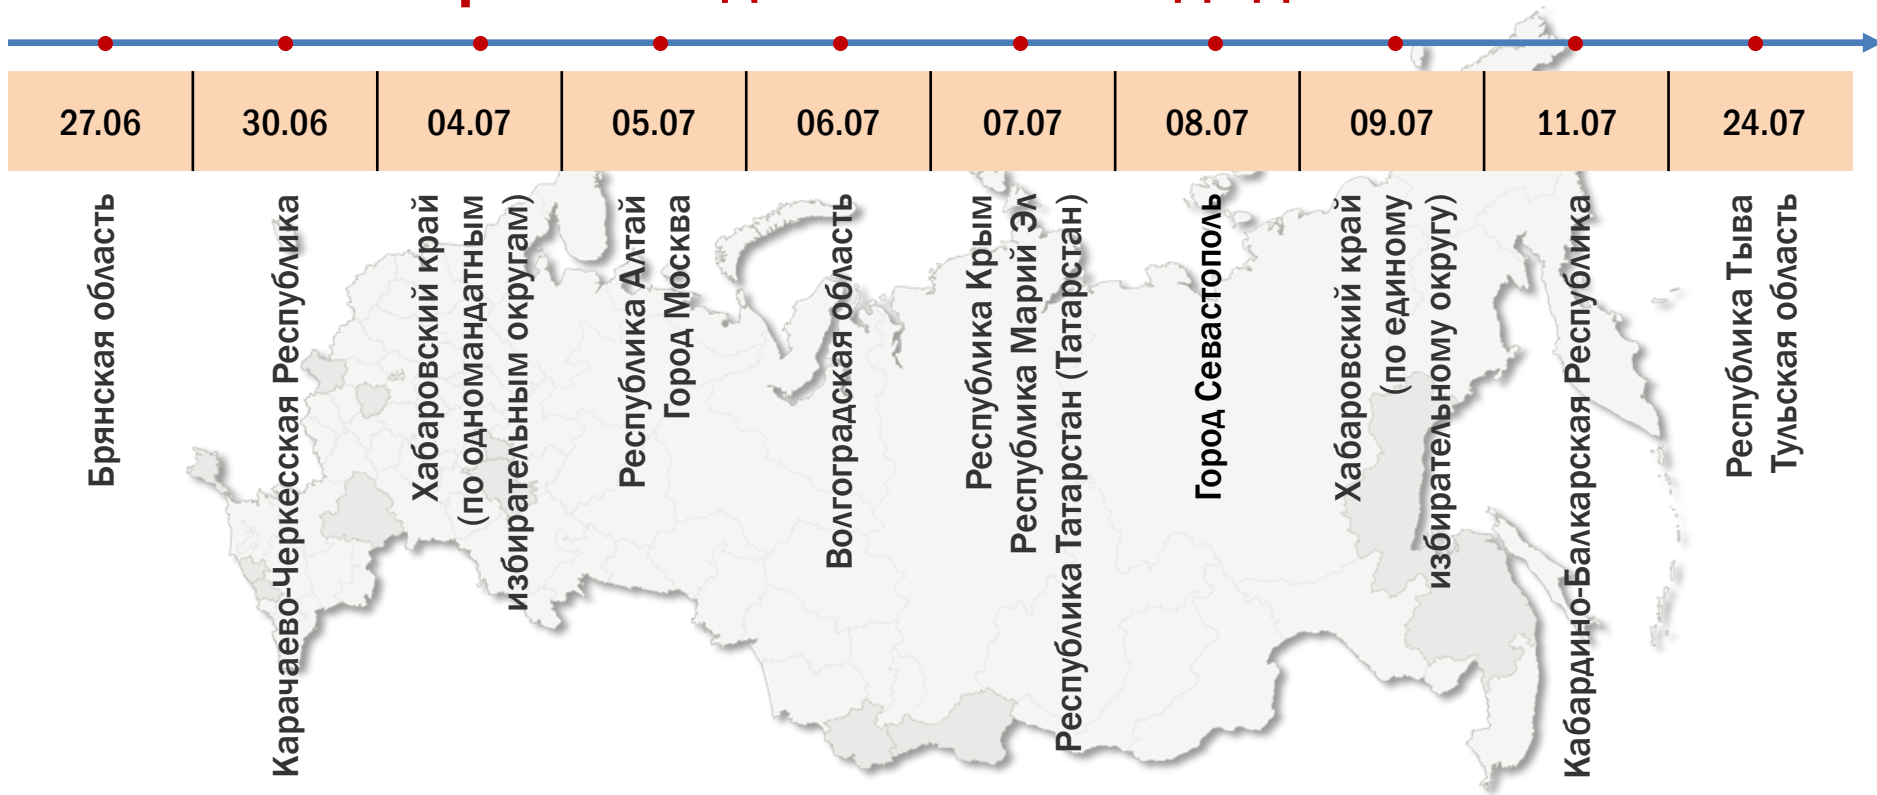 27.06
30.06
04.07
05.07
06.07
07.07
08.07
09.07
11.07
24.07
Брянская область
Карачаево-Черкесская Республика
Хабаровский край
(по одномандатным
избирательным округам)
Республика Алтай
Город Москва
Волгоградская область
Республика Крым
Республика Марий Эл
Республика Татарстан (Татарстан)
Город Севастополь
Хабаровский край
(по единому
избирательному округу)
Кабардино-Балкарская Республика
Республика Тыва
Тульская область